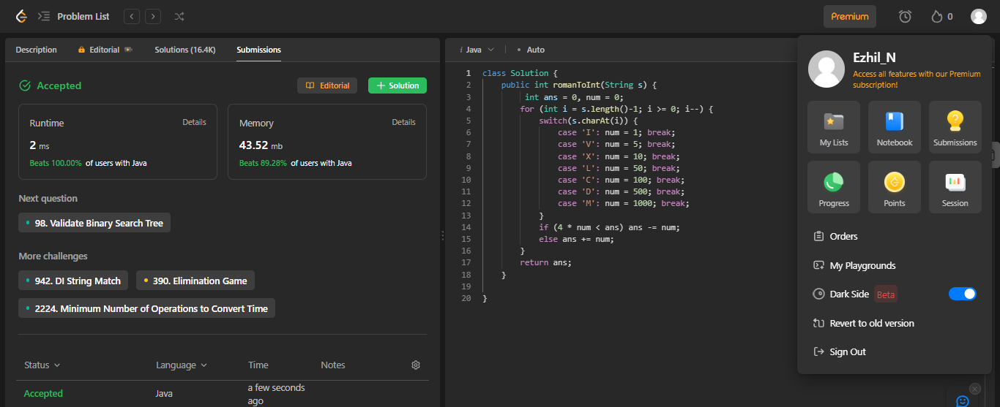 Problem List
Premium
0
Description
Editorial
Solutions (16.4K)
Submissions
Accepted
Editorial
Solution
Runtime
Details
2 ms
Beats 100.00% of users with Java
Memory
Details
43.52 mb
Beats 89.28% of users with Java
Next question
98. Validate Binary Search Tree
More challenges
942. DI String Match
390. Elimination Game
2224. Minimum Number of Operations to Convert Time
Status
Language
Time
Notes
Accepted
Java
a few seconds
ago
i Java
Auto
1 class Solution {
2 public int romanToInt(String s) {
3 int ans = 0, num = 0;
4 for (int i = s.length()-1; i >= 0; i--) {
5 switch(s.charAt(i)) {
6 case 'I': num = 1; break;
7 case 'V': num = 5; break;
8 case 'X': num = 10; break;
9 case 'L': num = 50; break;
10 case 'C': num = 100; break;
11 case 'D': num = 500; break;
12 case 'M': num = 1000; break;
13 }
14 if (4 * num < ans) ans -= num;
15 else ans += num;
16 }
17 return ans;
18 }
19
20 }
Ezhil_N
Access all features with our Premium
subscription!
My Lists
Notebook
Submissions
Progress
Points
Session
Orders
My Playgrounds
Dark Side Beta
Revert to old version
Sign Out